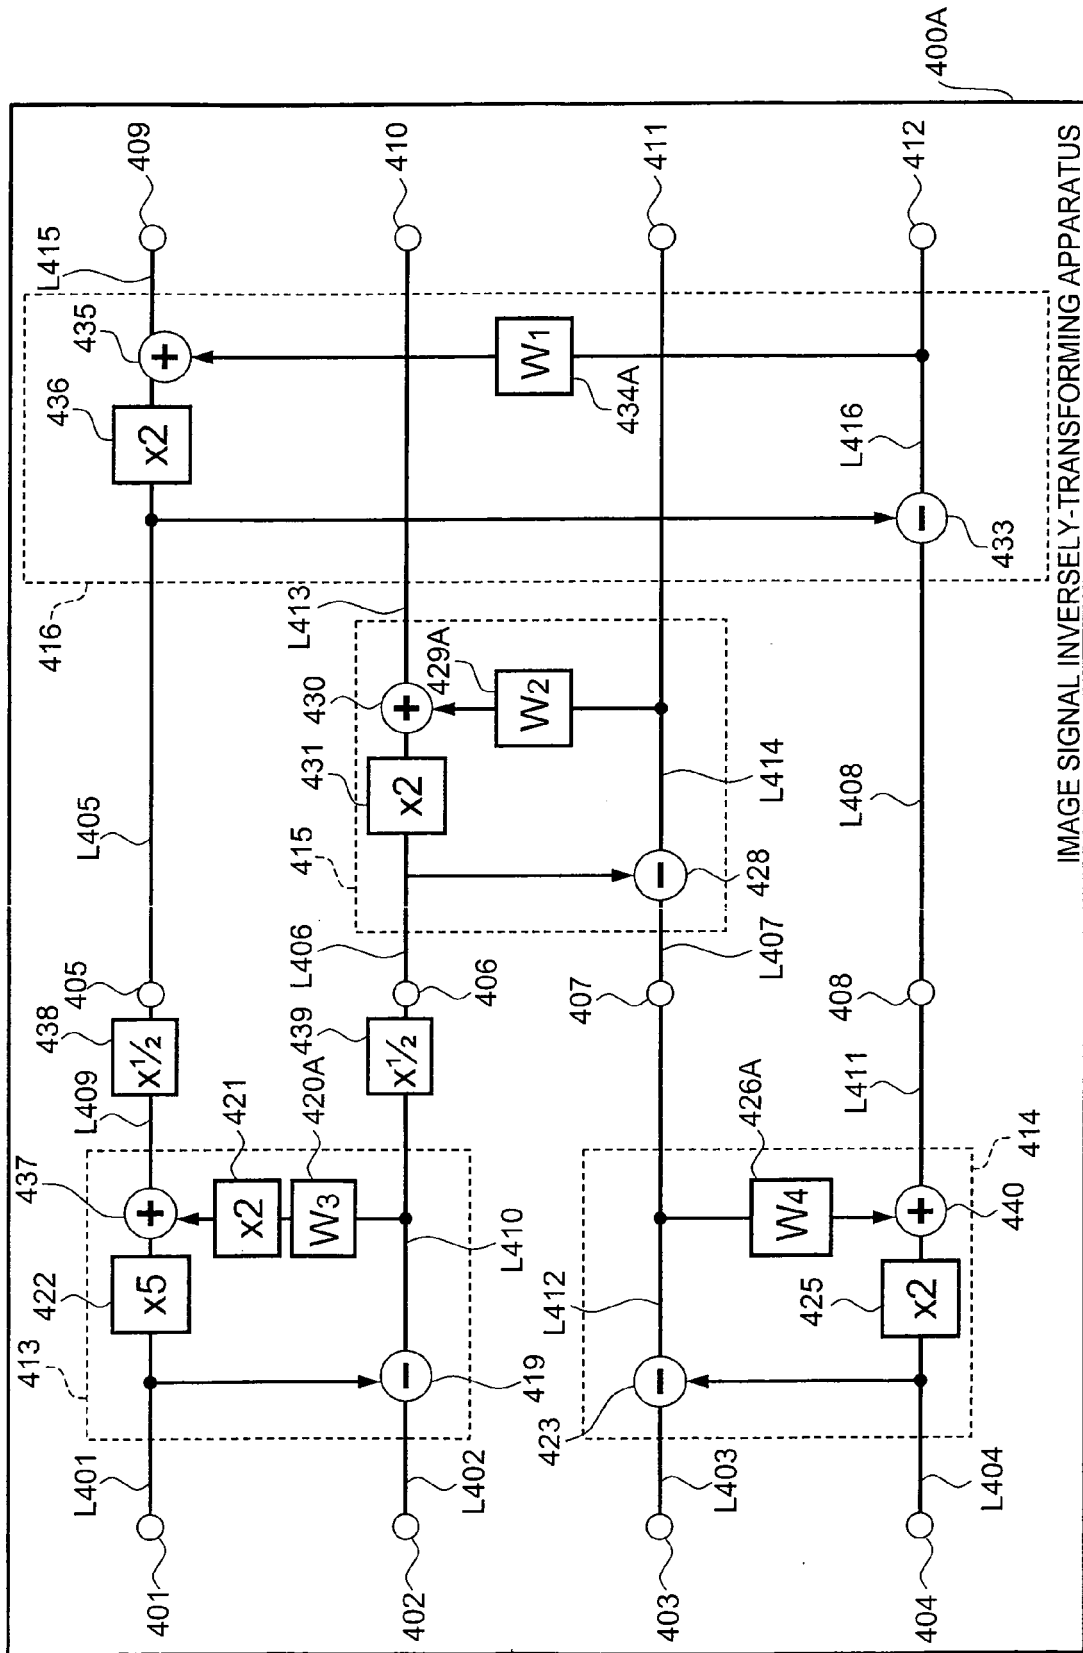 413
437
422
438
416
436
435
L401
L409
405
L405
L415
401
x5
+
x½
x2
+
409
421
x2
420A
W3
439
L406
415
431
430
L413
402
L402
−
419
L410
x½
406
x2
+
410
429A
W2
W1
434A
423
L412
403
L403
−
407
L407
−
428
L414
411
426A
W4
425
x2
+
440
414
L411
408
L408
L416
404
L404
−
433
412
400A
IMAGE SIGNAL INVERSELY-TRANSFORMING APPARATUS